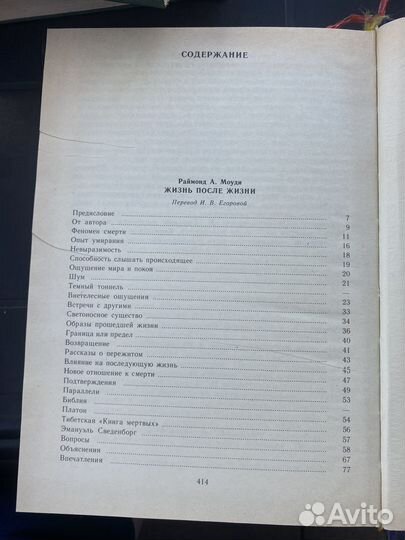 СОДЕРЖАНИЕ
Раймонд А. Моуди
ЖИЗНЬ ПОСЛЕ ЖИЗНИ
Перевод И. В. Егоровой
Предисловие 7
От автора 9
Феномен смерти 11
Опыт умирания 16
Невыразимость 18
Способность слышать происходящее 19
Ощущение мира и покоя 20
Шум 21
Темный тоннель —
Внетелесные ощущения 23
Встречи с другими 33
Светоносное существо 34
Образы прошедшей жизни 36
Граница или предел 40
Возвращение 41
Рассказы о пережитом 43
Влияние на последующую жизнь 45
Новое отношение к смерти 47
Подтверждения 49
Параллели 53
Библия
Платон 54
Тибетская «Книга мертвых» 56
Эмануэль Сведенборг 57
Вопросы 58
Объяснения 67
Впечатления 77
414
Avito